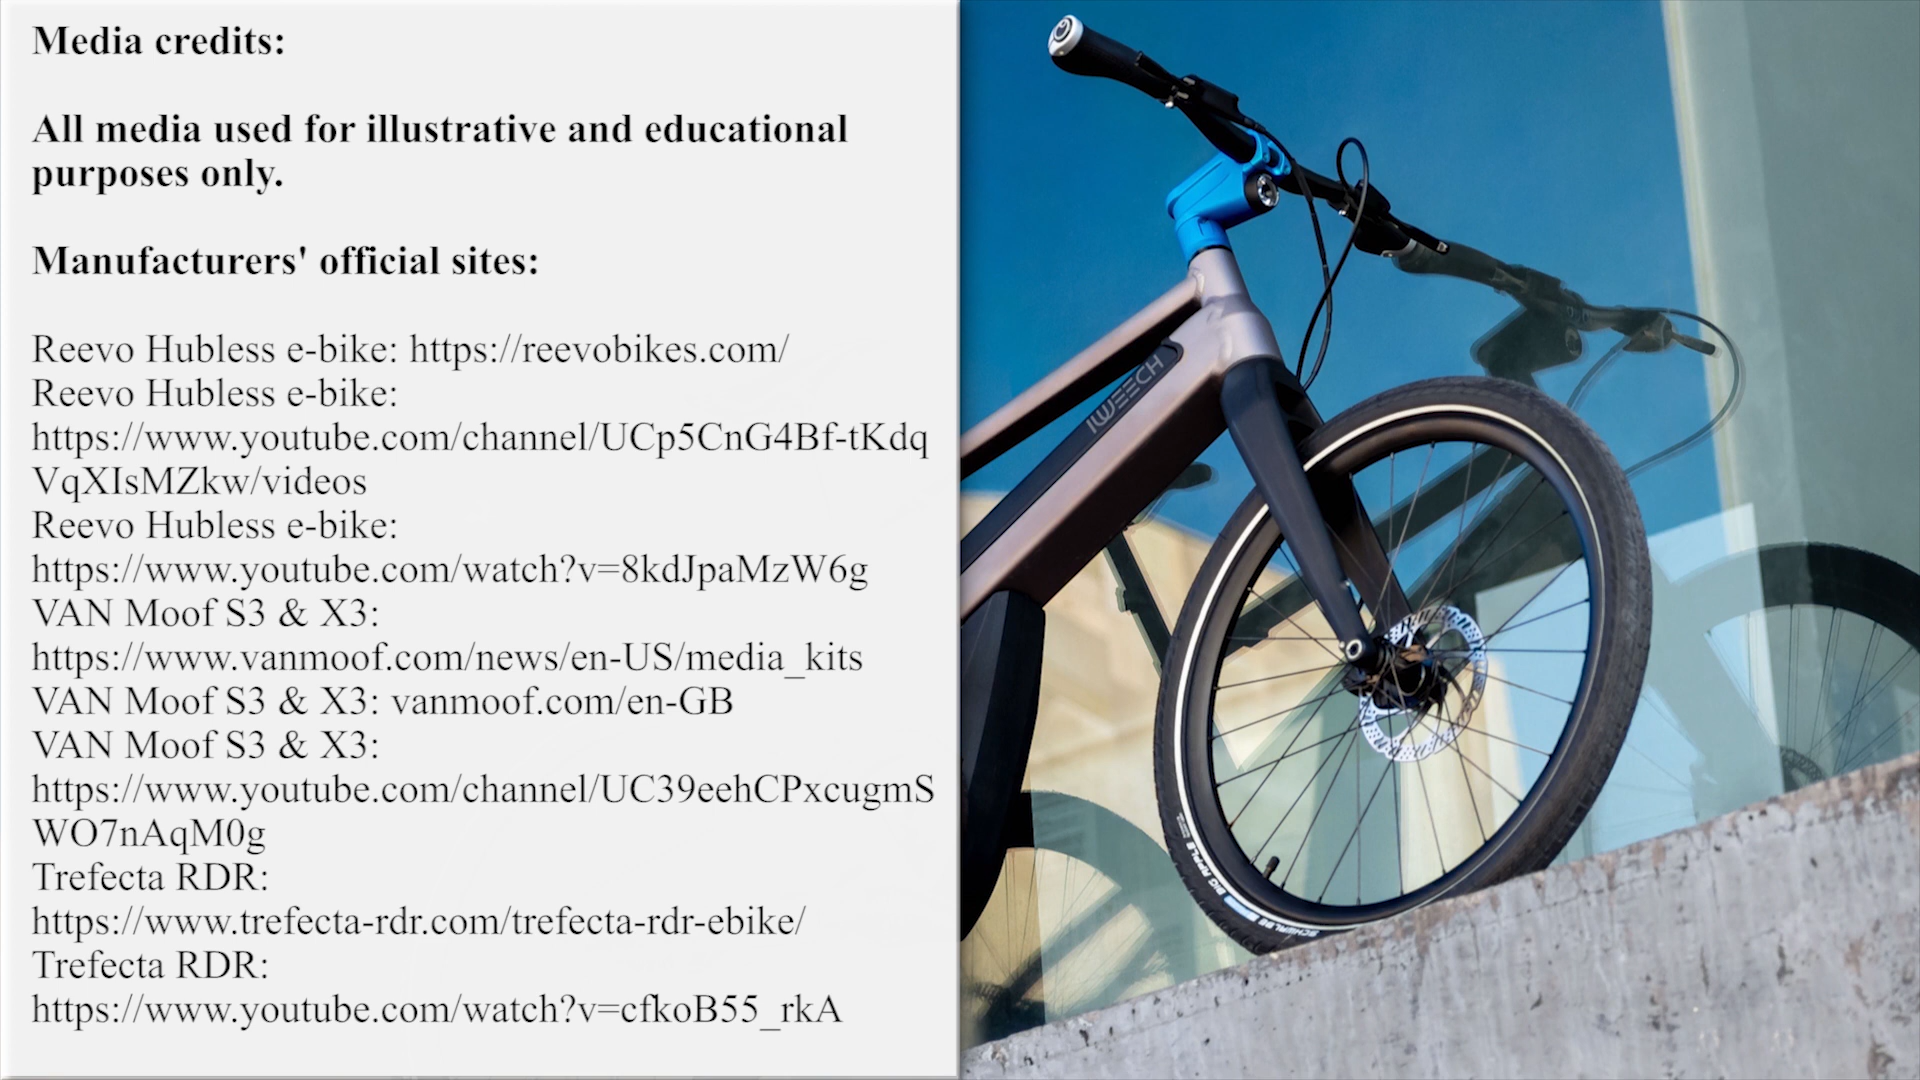 Media credits:
All media used for illustrative and educational
purposes only.
Manufacturers' official sites:
Reevo Hubless e-bike: https://reevobikes.com/
Reevo Hubless e-bike:
https://www.youtube.com/channel/UCp5CnG4Bf-tKdq
VqXIsMZkw/videos
Reevo Hubless e-bike:
https://www.youtube.com/watch?v=8kdJpaMzW6g
VAN Moof S3 & X3:
https://www.vanmoof.com/news/en-US/media_kits
VAN Moof S3 & X3: vanmoof.com/en-GB
VAN Moof S3 & X3:
https://www.youtube.com/channel/UC39eehCPxcugmS
WO7nAqM0g
Trefecta RDR:
https://www.trefecta-rdr.com/trefecta-rdr-ebike/
Trefecta RDR:
https://www.youtube.com/watch?v=cfkoB55_rkA
IWEECH
BIG APPLE
SCHWALBE